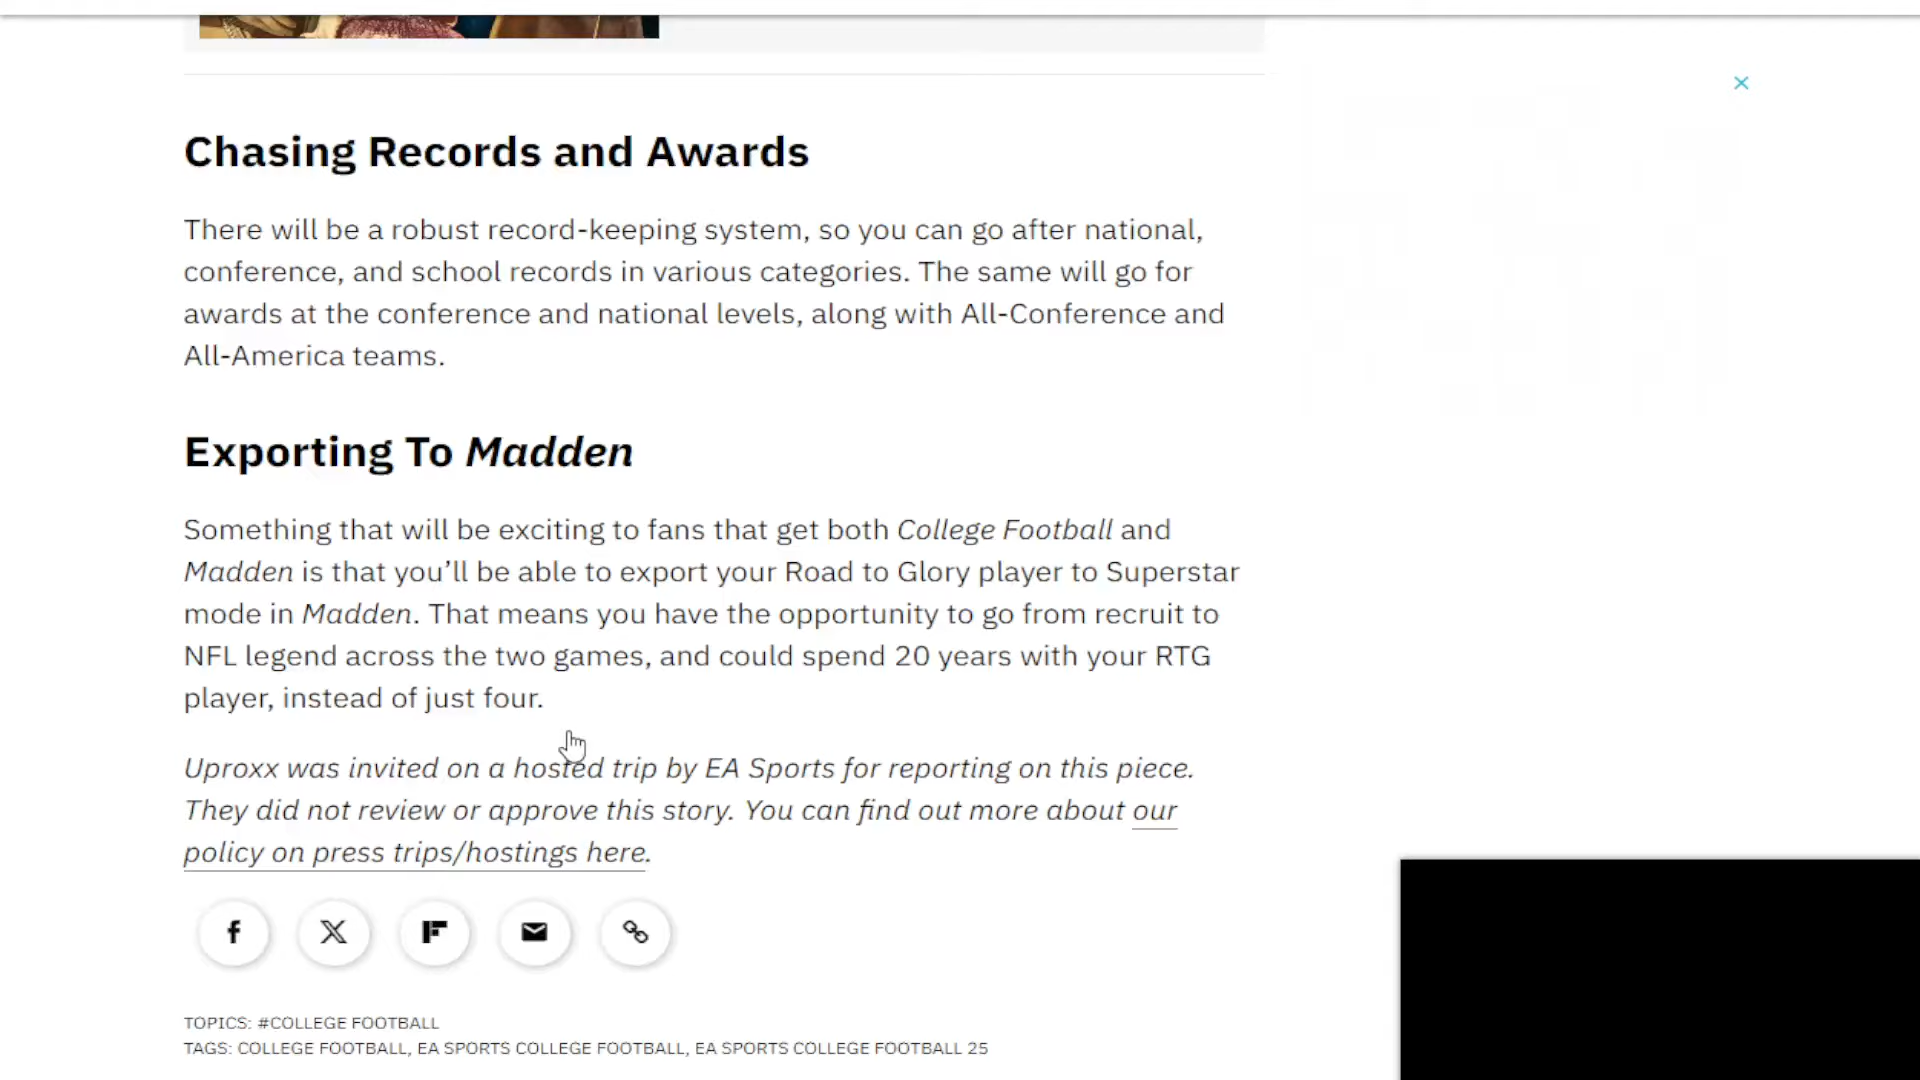 Chasing Records and Awards
There will be a robust record-keeping system, so you can go after national,
conference, and school records in various categories. The same will go for
awards at the conference and national levels, along with All-Conference and
All-America teams.
Exporting To Madden
Something that will be exciting to fans that get both College Football and
Madden is that you’ll be able to export your Road to Glory player to Superstar
mode in Madden. That means you have the opportunity to go from recruit to
NFL legend across the two games, and could spend 20 years with your RTG
player, instead of just four.
Uproxx was invited on a hosted trip by EA Sports for reporting on this piece.
They did not review or approve this story. You can find out more about our
policy on press trips/hostings here.
TOPICS: #COLLEGE FOOTBALL
TAGS: COLLEGE FOOTBALL, EA SPORTS COLLEGE FOOTBALL, EA SPORTS COLLEGE FOOTBALL 25